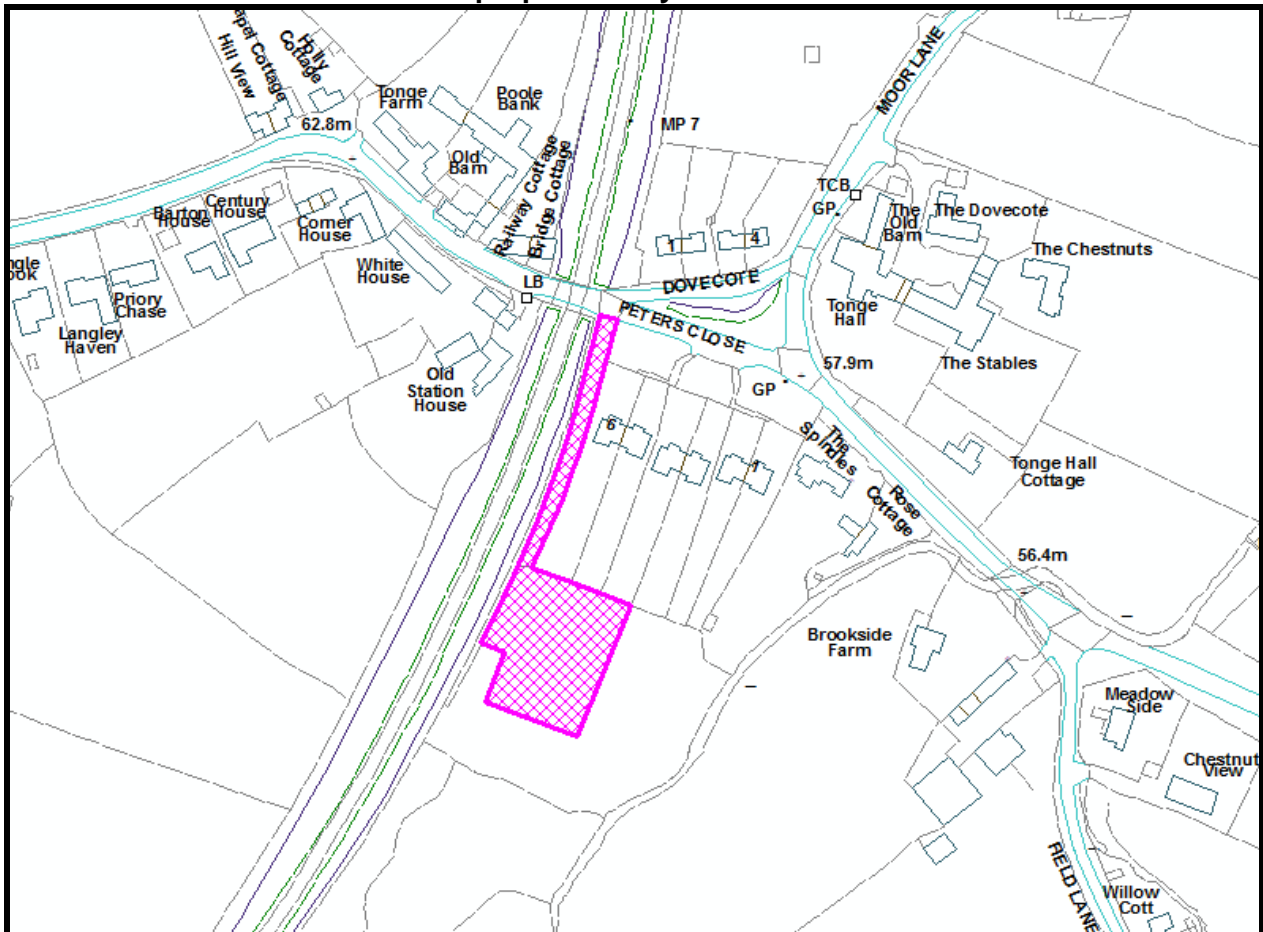 Holly
Cottage
Cottage
Hill View
62.8m
Tonge
Farm
Poole
Bank
Old
Barn
Railway Cottage
Bridge Cottage
MP 7
MOOR LANE
TCB
GP
The
Old
Barn
The Dovecote
The Chestnuts
Barton
House
Century
House
Corner
House
White
House
LB
1
4
DOVECOTE
PETERS CLOSE
Tonge
Hall
The Stables
57.9m
Priory
Chase
Langley
Haven
Old
Station
House
GP
6
1
The
Spindles
Rose
Cottage
Tonge Hall
Cottage
56.4m
Brookside
Farm
Meadow
Side
Chestnut
View
FIELD LANE
Willow
Cott